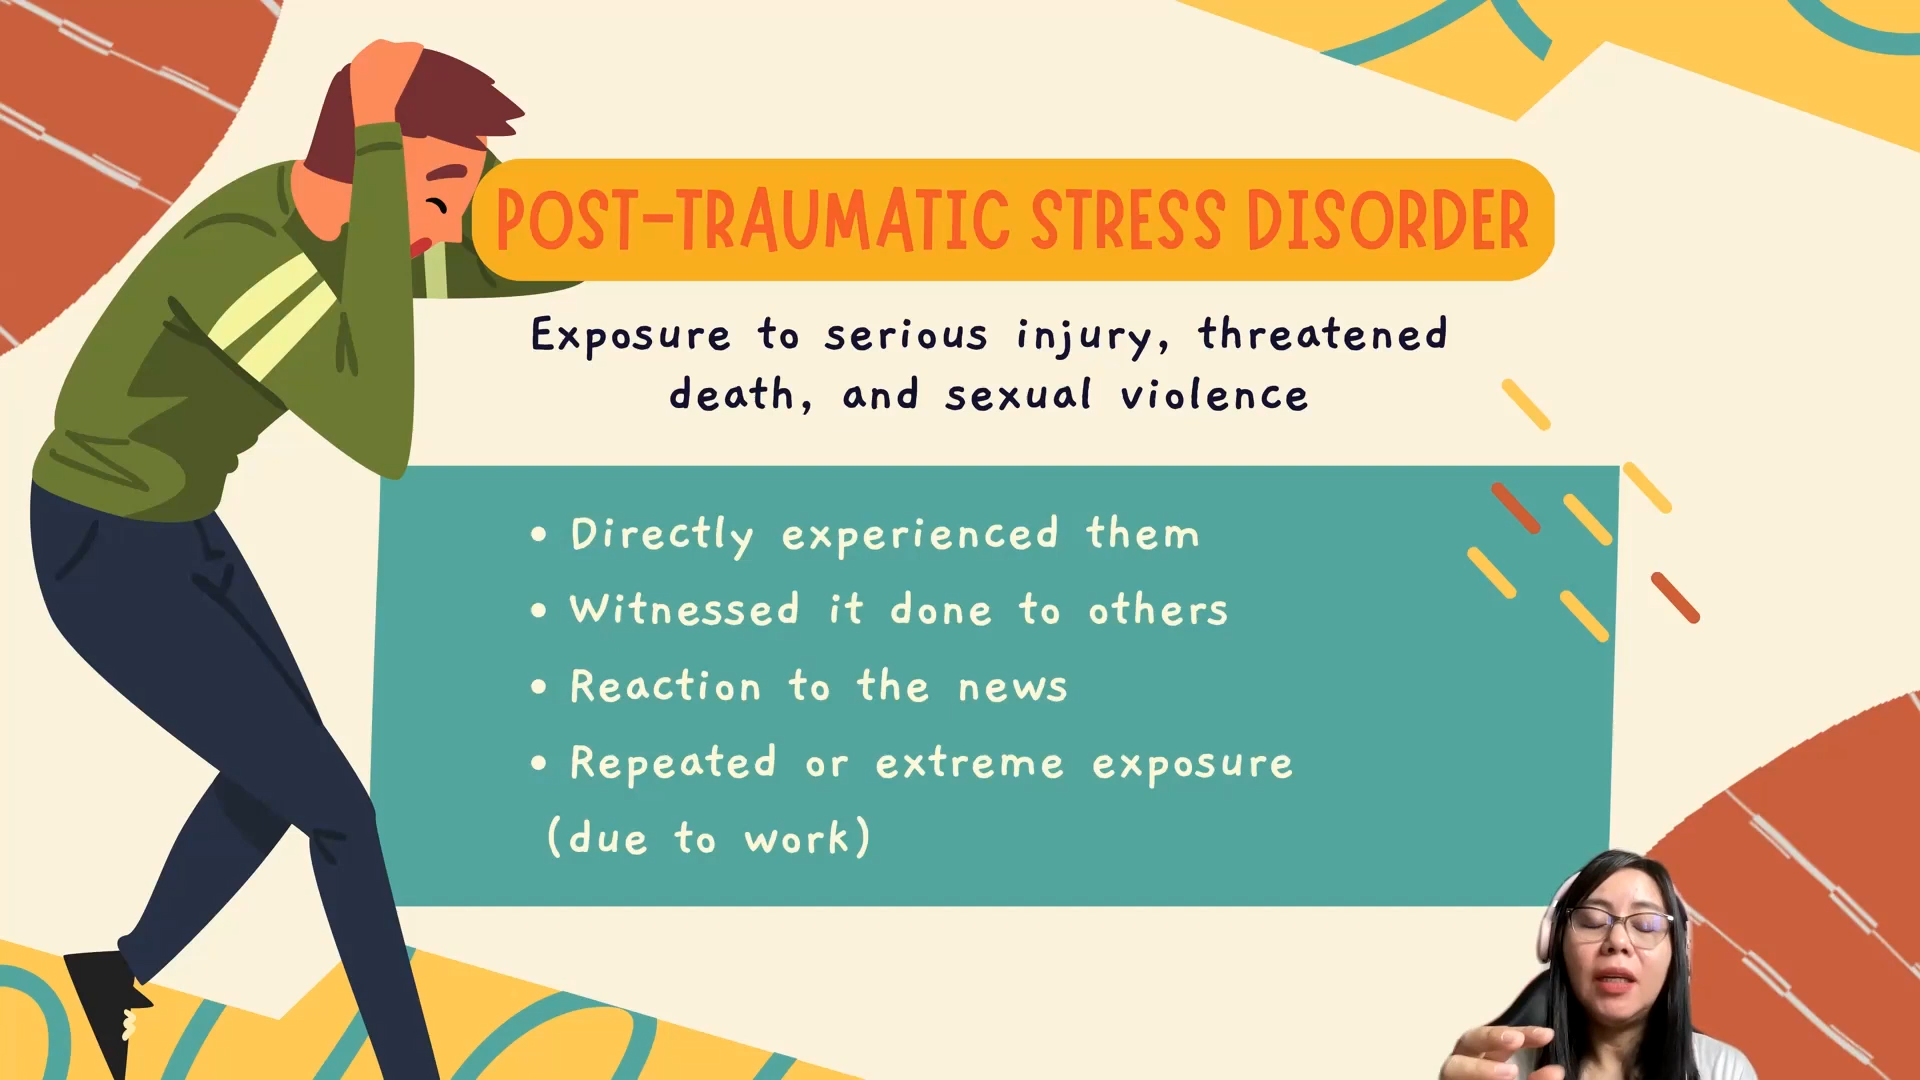 POST-TRAUMATIC STRESS DISORDER
Exposure to serious injury, threatened
death, and sexual violence
• Directly experienced them
• Witnessed it done to others
• Reaction to the news
• Repeated or extreme exposure
(due to work)